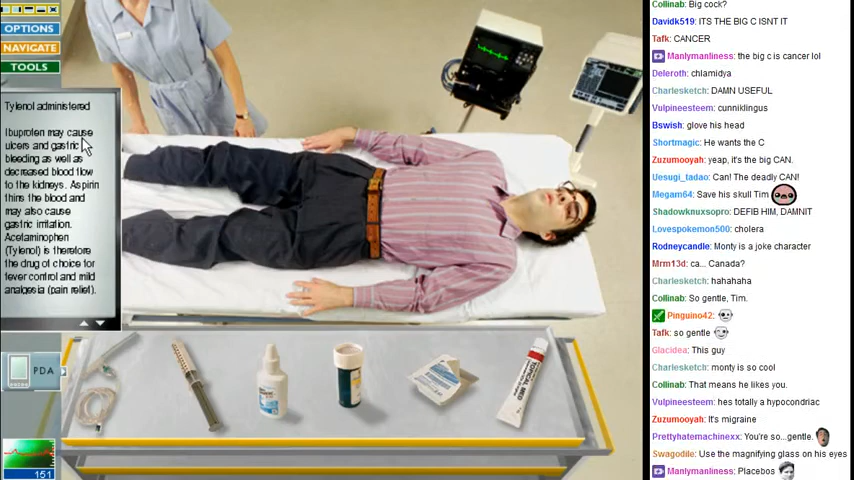 OPTIONS
NAVIGATE
TOOLS
Tylenol administered
Ibuprofen may cause
ulcers and gastric
bleeding as well as
decreased blood flow
to the kidneys. Aspirin
thins the blood and
may also cause
gastric irritation.
Acetaminophen
(Tylenol) is therefore
the drug of choice for
fever control and mild
analgesia (pain relief).
PDA
151
TOPICAL MED
Collinab: Big cock?
Davidk519: ITS THE BIG C ISNT IT
Tafk: CANCER
Manlymanliness: the big c is cancer lol
Deleroth: chlamidya
Charlesketch: DAMN USEFUL
Vulpineesteem: cunniklingus
Bswish: glove his head
Shortmagic: He wants the C
Zuzumooyah: yeap, it's the big CAN.
Uesugi_tadao: Can! The deadly CAN!
Megam64: Save his skull Tim
Shadowknuxsopro: DEFIB HIM, DAMNIT
Lovespokemon500: cholera
Rodneycandle: Monty is a joke character
Mrm13d: ca... Canada?
Charlesketch: hahahaha
Collinab: So gentle, Tim.
Pinguino42:
Tafk: so gentle
Glacidea: This guy
Charlesketch: monty is so cool
Collinab: That means he likes you.
Vulpineesteem: hes totally a hypocondriac
Zuzumooyah: It's migraine
Prettyhatemachinexx: You're so...gentle.
Swagodile: Use the magnifying glass on his eyes
Manlymanliness: Placebos